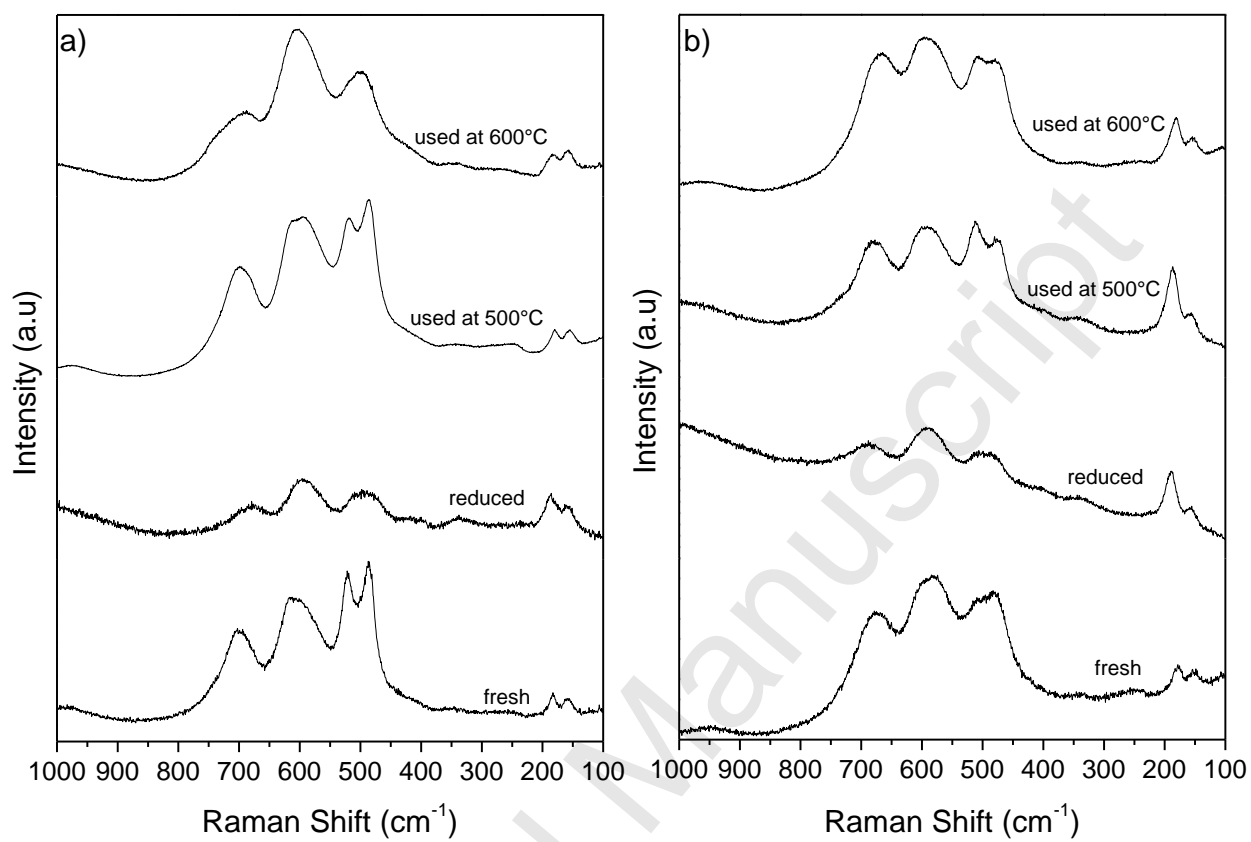 a)
used at 600°C
used at 500°C
reduced
fresh
Intensity (a.u)
1000 900 800 700 600 500 400 300 200 100
Raman Shift (cm-1)
b)
used at 600°C
used at 500°C
reduced
fresh
Intensity (a.u)
1000 900 800 700 600 500 400 300 200 100
Raman Shift (cm-1)
Manuscript